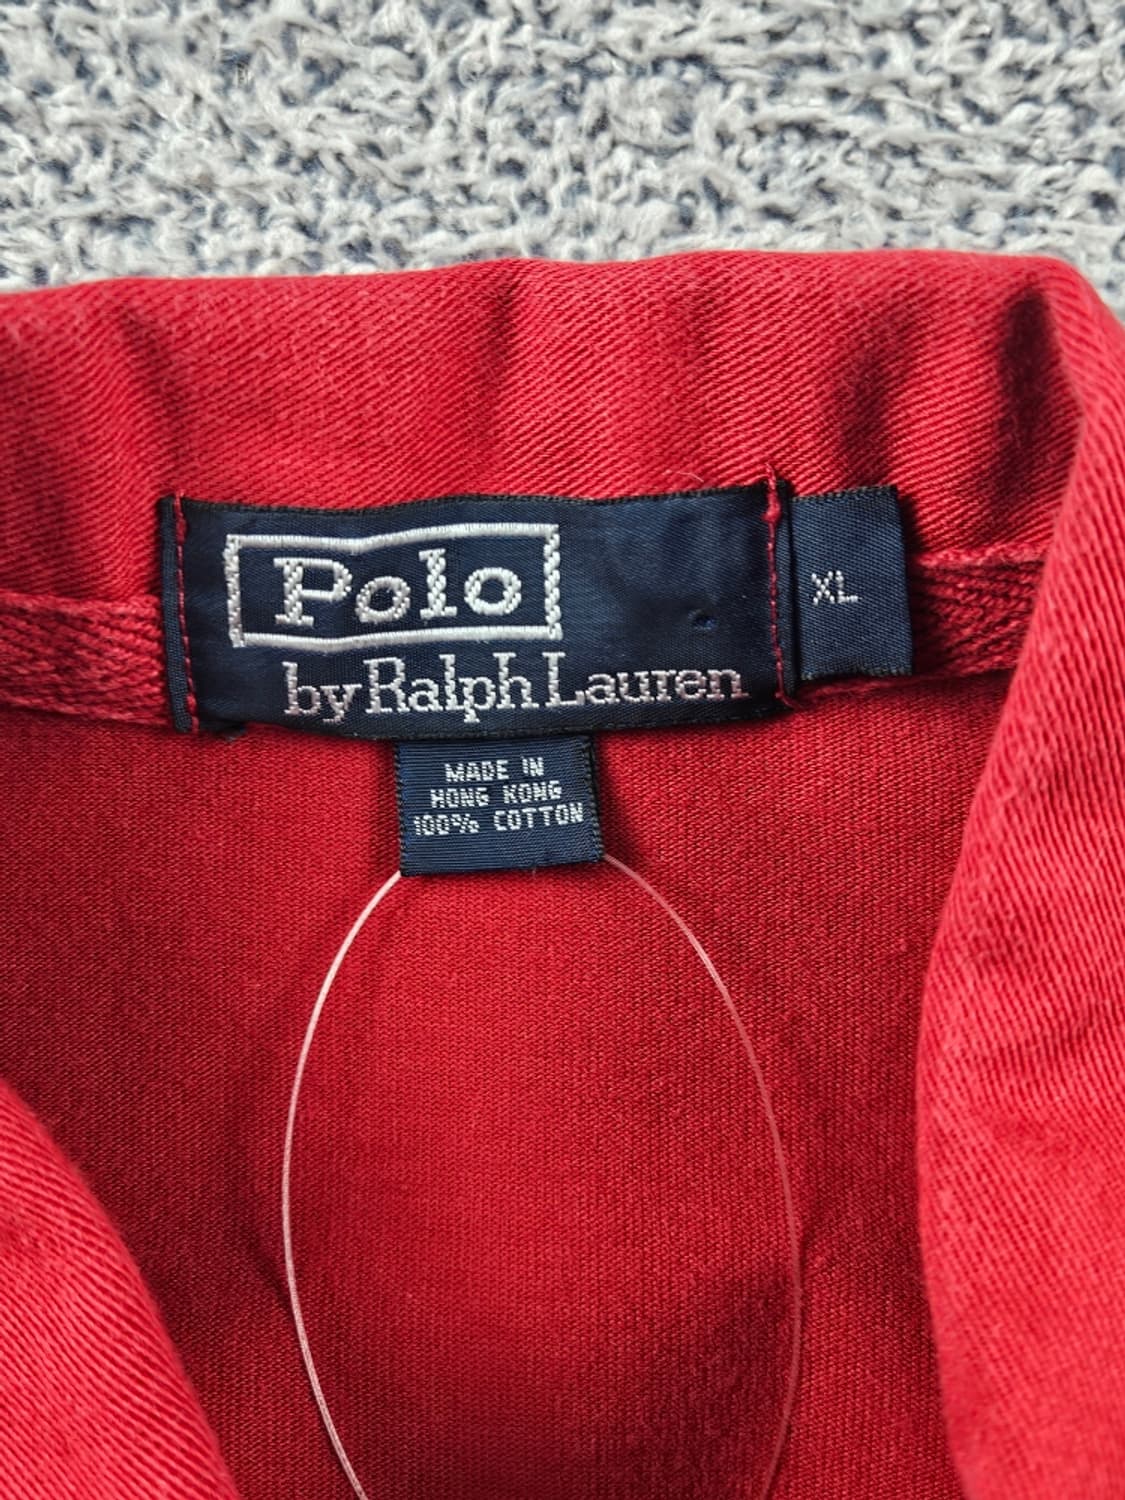 Polo
by Ralph Lauren
XL
MADE IN
HONG KONG
100% COTTON